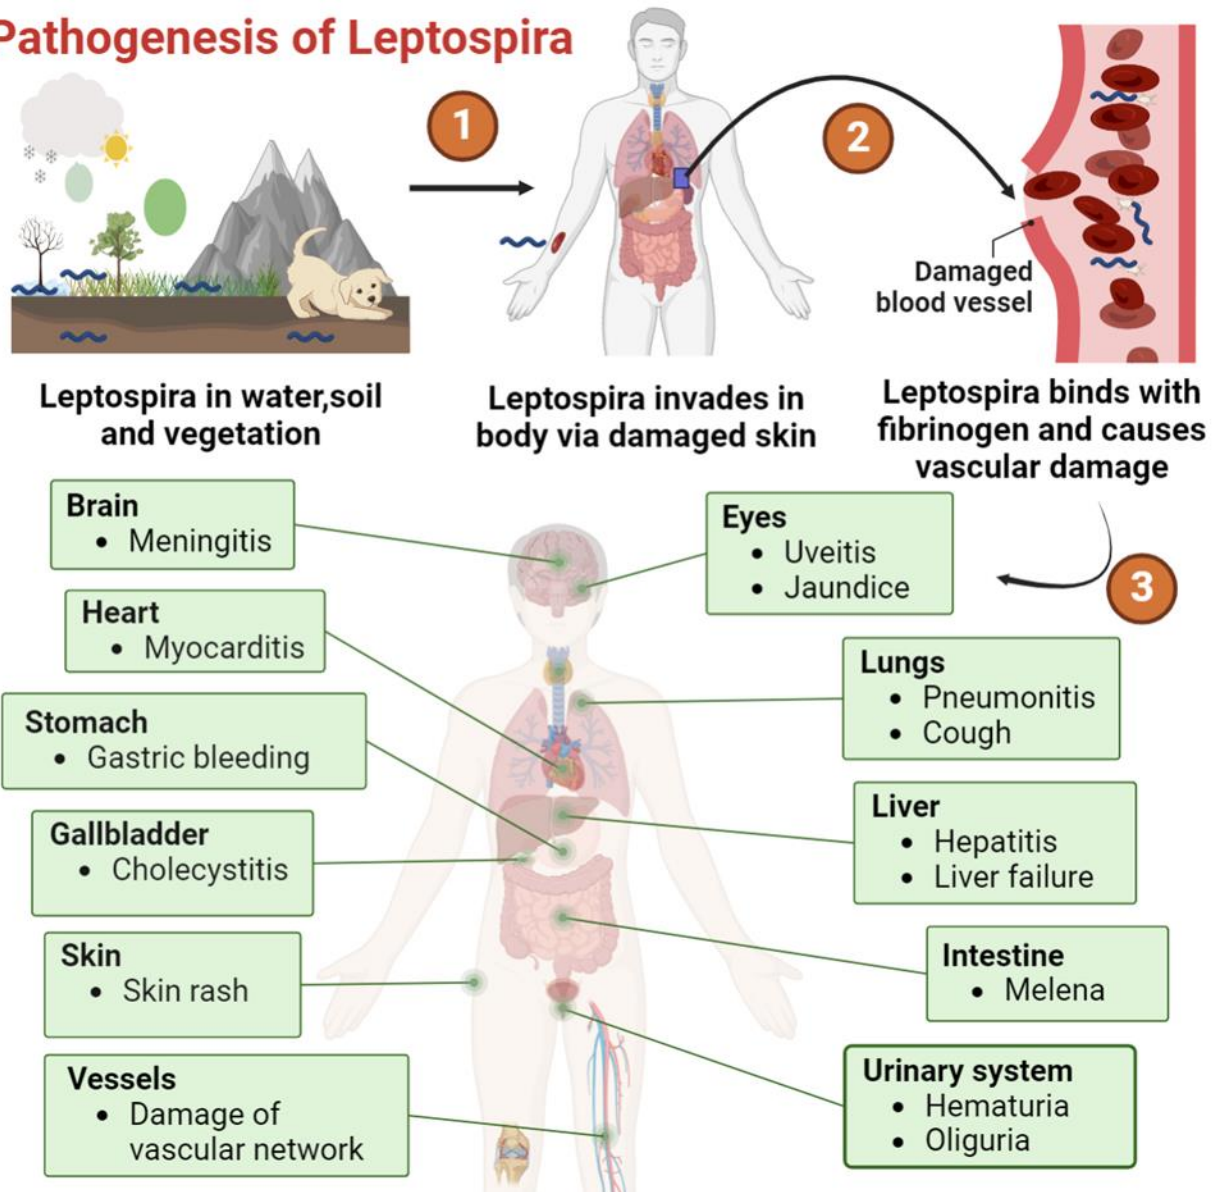 Pathogenesis of Leptospira
1
2
Damaged
blood vessel
Leptospira in water,soil
and vegetation
Leptospira invades in
body via damaged skin
Leptospira binds with
fibrinogen and causes
vascular damage
3
Brain
• Meningitis
Eyes
• Uveitis
• Jaundice
Heart
• Myocarditis
Lungs
• Pneumonitis
• Cough
Stomach
• Gastric bleeding
Liver
• Hepatitis
• Liver failure
Gallbladder
• Cholecystitis
Skin
• Skin rash
Intestine
• Melena
Vessels
• Damage of
vascular network
Urinary system
• Hematuria
• Oliguria